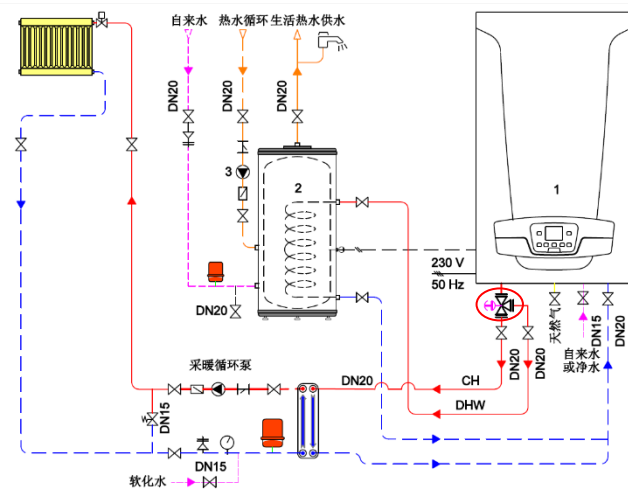 自来水
热水循环
生活热水供水
DN20
DN20
DN20
3
2
1
230 V
50 Hz
DN20
DN20
DN20
天然气
DN15
DN20
自来水
或净水
采暖循环泵
DN20
CH
DHW
DN15
DN15
软化水